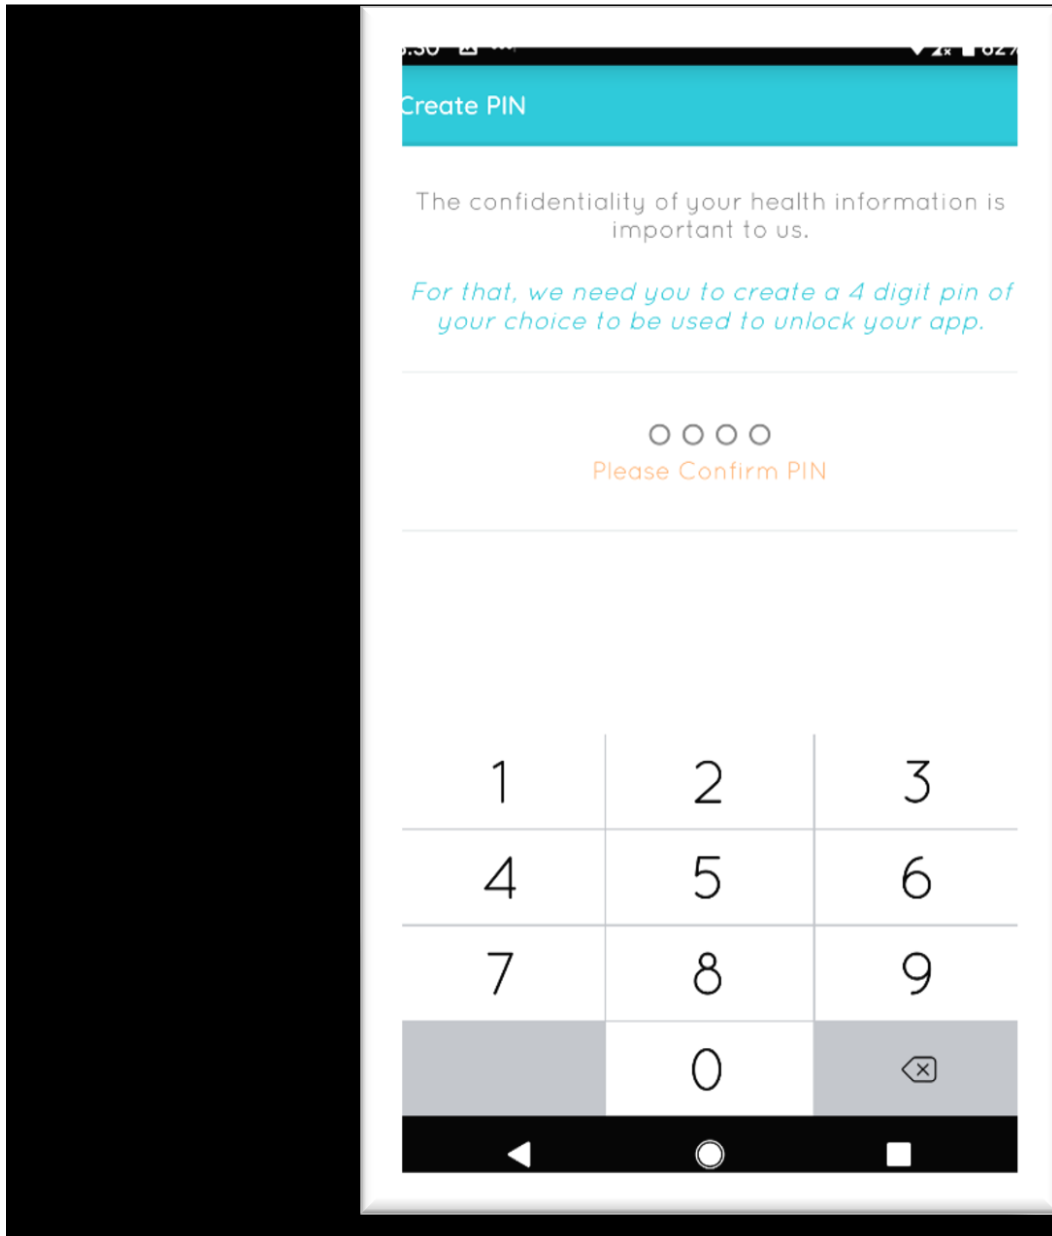 Create PIN
The confidentiality of your health information is
important to us.
For that, we need you to create a 4 digit pin of
your choice to be used to unlock your app.
Please Confirm PIN
1 2 3
4 5 6
7 8 9
0